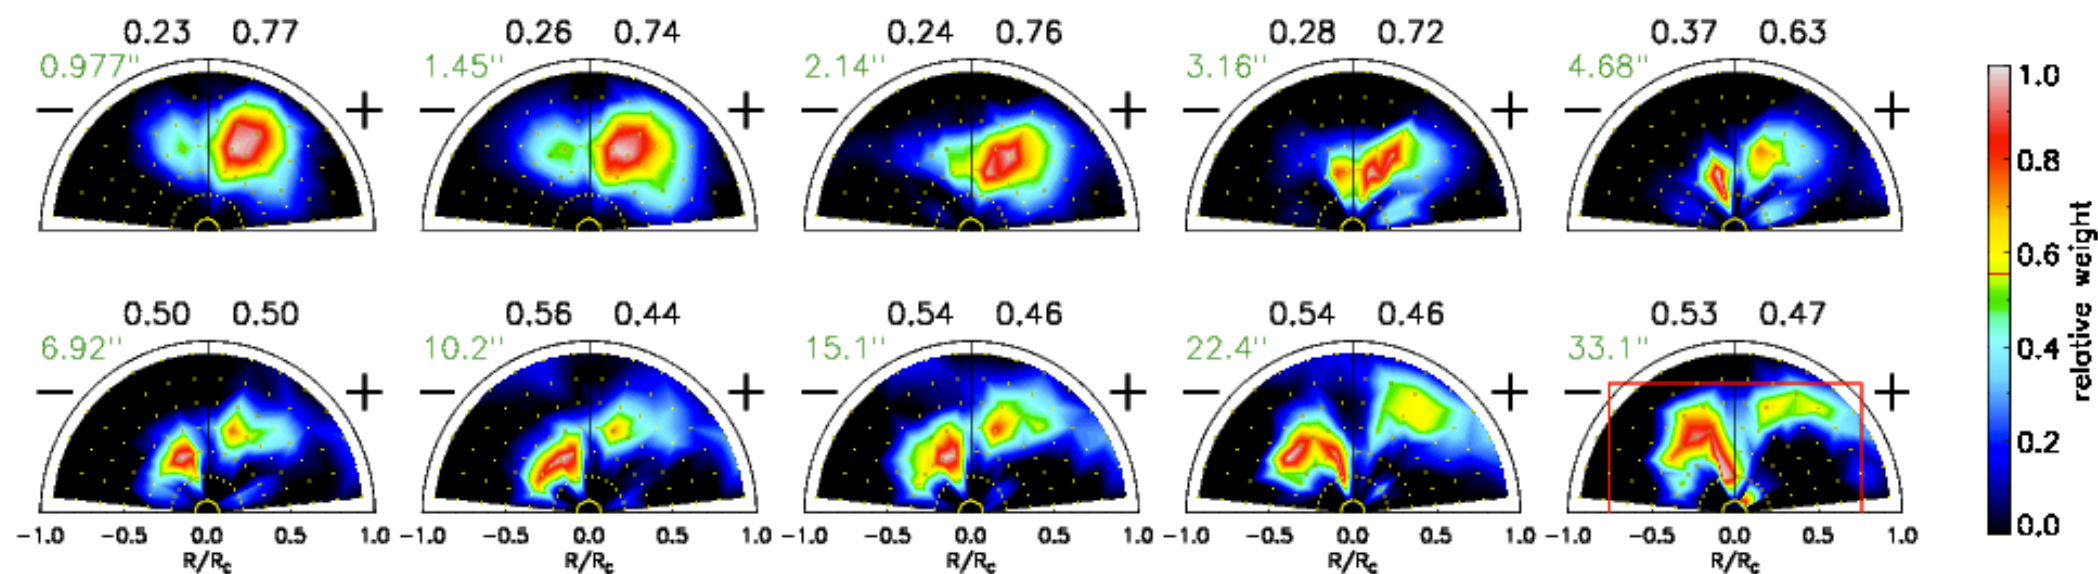 0.23 0.77 0.26 0.74 0.24 0.76 0.28 0.72 0.37 0.63
0.977" 1.45" 2.14" 3.16" 4.68"
− + − + − + − + − +
1.0
0.8
0.6
0.4
0.2
0.0
relative weight
0.50 0.50 0.56 0.44 0.54 0.46 0.54 0.46 0.53 0.47
6.92" 10.2" 15.1" 22.4" 33.1"
− + − + − + − + − +
-1.0 -0.5 0.0 0.5 1.0 -1.0 -0.5 0.0 0.5 1.0 -1.0 -0.5 0.0 0.5 1.0 -1.0 -0.5 0.0 0.5 1.0 -1.0 -0.5 0.0 0.5 1.0
R/Rc R/Rc R/Rc R/Rc R/Rc